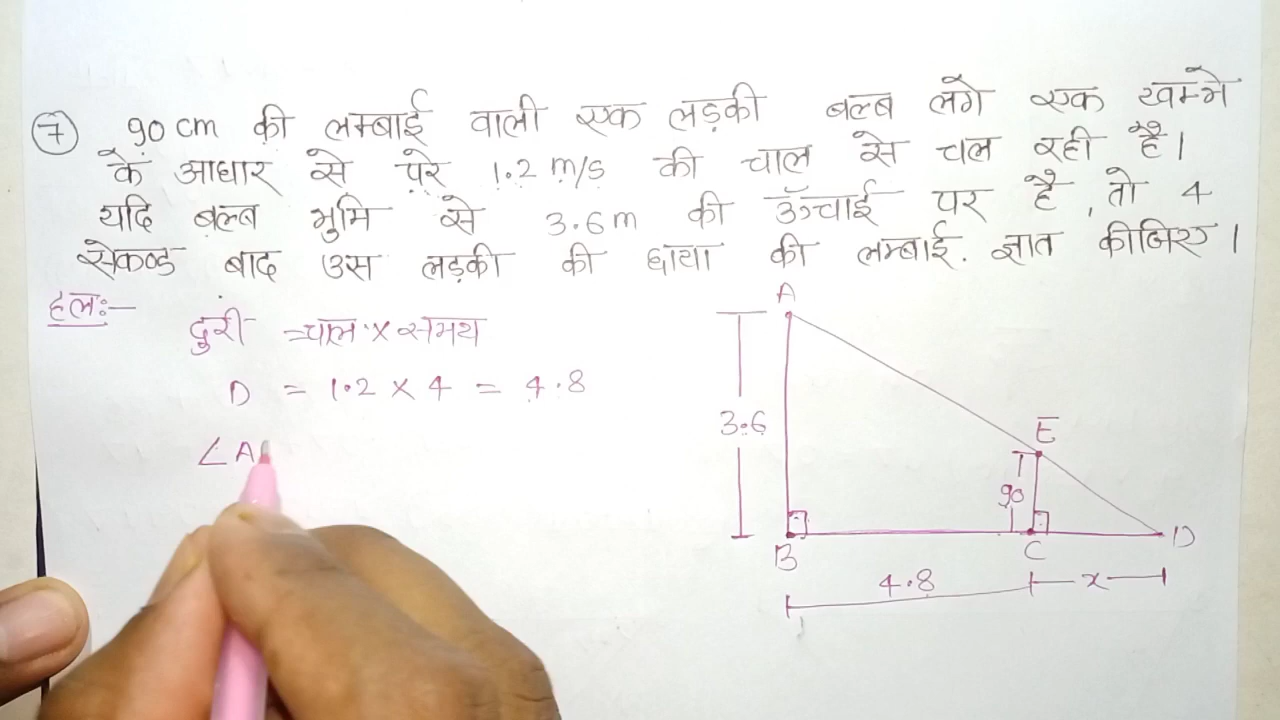 7 90 cm की लम्बाई वाली एक लड़की बल्ब लगे एक खम्भे
के आधार से परे 1.2 m/s की चाल से चल रही है।
यदि बल्ब भुमि से 3.6m की ऊँचाई पर है, तो 4
सेकण्ड बाद उस लड़की की छाया की लम्बाई. ज्ञात कीजिए।
हलः-
दुरी = चाल x समय
D = 1.2 x 4 = 4.8
∠A
A
3.6
E
90
B
C
D
4.8
x